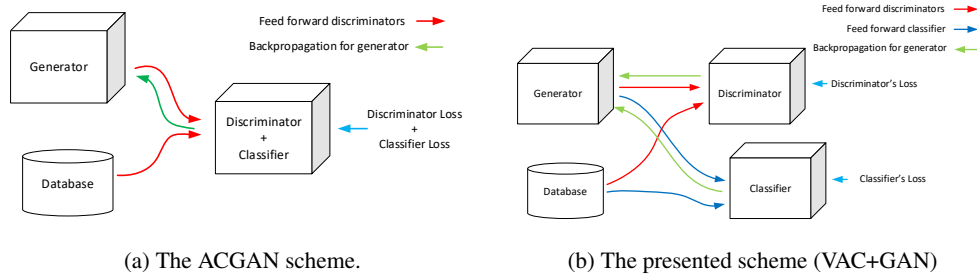 Feed forward discriminators
Backpropagation for generator
Generator
Discriminator
+
Classifier
Discriminator Loss
+
Classifier Loss
Database
(a) The ACGAN scheme.
Feed forward discriminators
Feed forward classifier
Backpropagation for generator
Generator
Discriminator
Discriminator's Loss
Database
Classifier
Classifier's Loss
(b) The presented scheme (VAC+GAN)